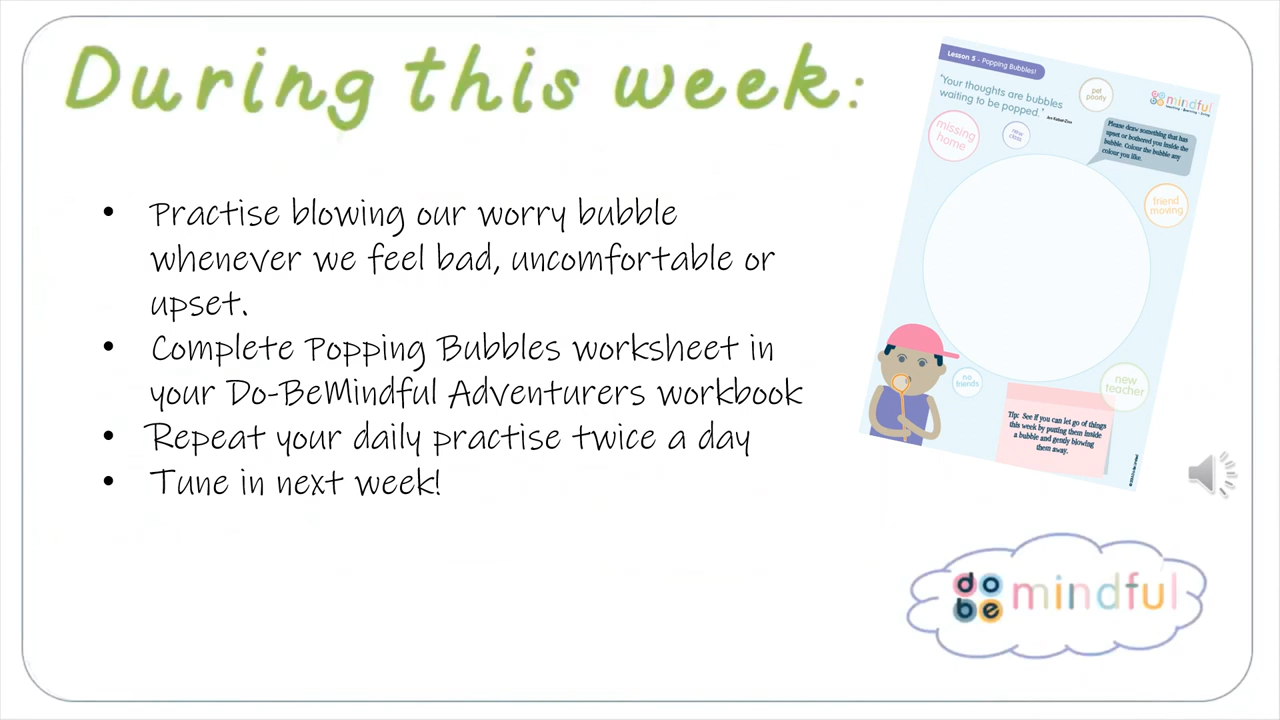 During this week:
• Practise blowing our worry bubble
whenever we feel bad, uncomfortable or
upset.
• Complete Popping Bubbles worksheet in
your Do-BeMindful Adventurers workbook
• Repeat your daily practise twice a day
• Tune in next week!
Lesson 5 - Popping Bubbles!
"Your thoughts are bubbles
waiting to be popped."
pet
poorly
mindful
missing
home
new
class
Please draw something that has
upset or bothered you inside the
bubble. Colour the bubble any
colour you like.
friend
moving
no
friends
new
teacher
Tip: See if you can let go of things
this week by putting them inside
a bubble and gently blowing
them away.
do
be mindful